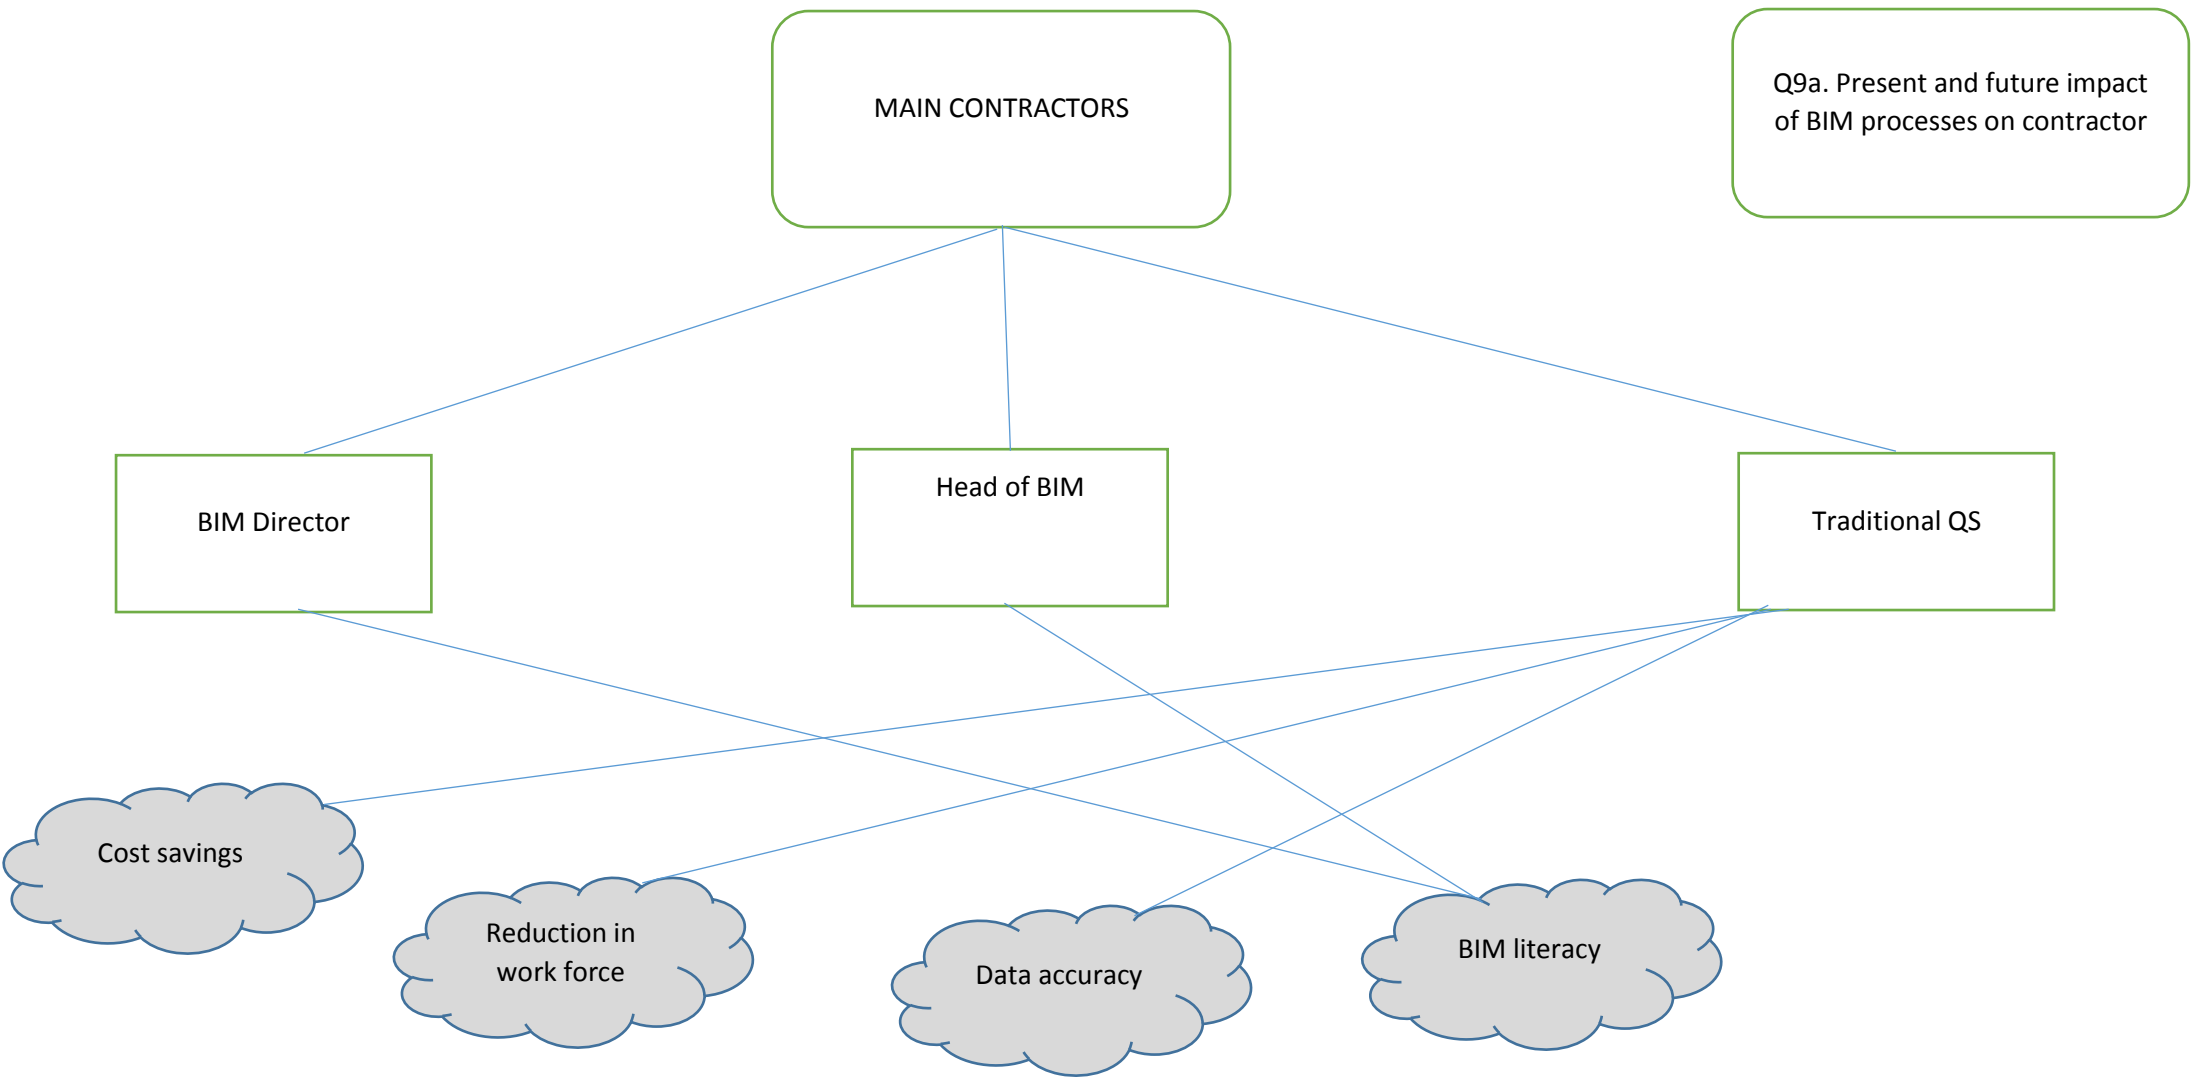 MAIN CONTRACTORS
Q9a. Present and future impact
of BIM processes on contractor
BIM Director
Head of BIM
Traditional QS
Cost savings
Reduction in
work force
Data accuracy
BIM literacy